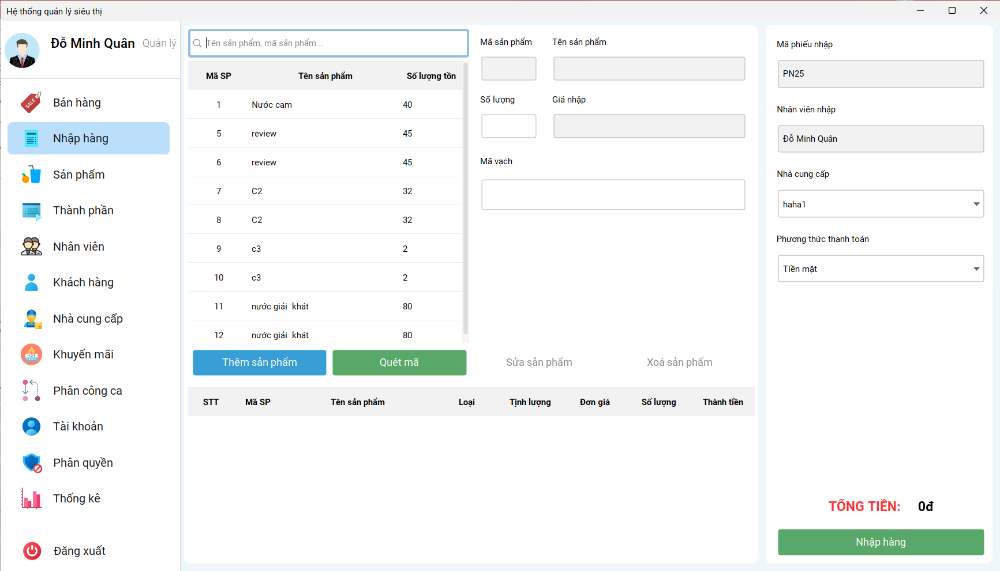 Hệ thống quản lý siêu thị
Đỗ Minh Quân Quản lý
Bán hàng
Nhập hàng
Sản phẩm
Thành phần
Nhân viên
Khách hàng
Nhà cung cấp
Khuyến mãi
Phân công ca
Tài khoản
Phân quyền
Thống kê
Đăng xuất
SALE
HOT
PRICE
Tên sản phẩm, mã sản phẩm...
Mã SP Tên sản phẩm Số lượng tồn
1 Nước cam 40
5 review 45
6 review 45
7 C2 32
8 C2 32
9 c3 2
10 c3 2
11 nước giải  khát 80
12 nước giải  khát 80
Thêm sản phẩm Quét mã Sửa sản phẩm Xoá sản phẩm
Mã sản phẩm Tên sản phẩm
Số lượng Giá nhập
Mã vạch
STT Mã SP Tên sản phẩm Loại Tịnh lượng Đơn giá Số lượng Thành tiền
Mã phiếu nhập
PN25
Nhân viên nhập
Đỗ Minh Quân
Nhà cung cấp
haha1
Phương thức thanh toán
Tiền mặt
TỔNG TIỀN: 0đ
Nhập hàng